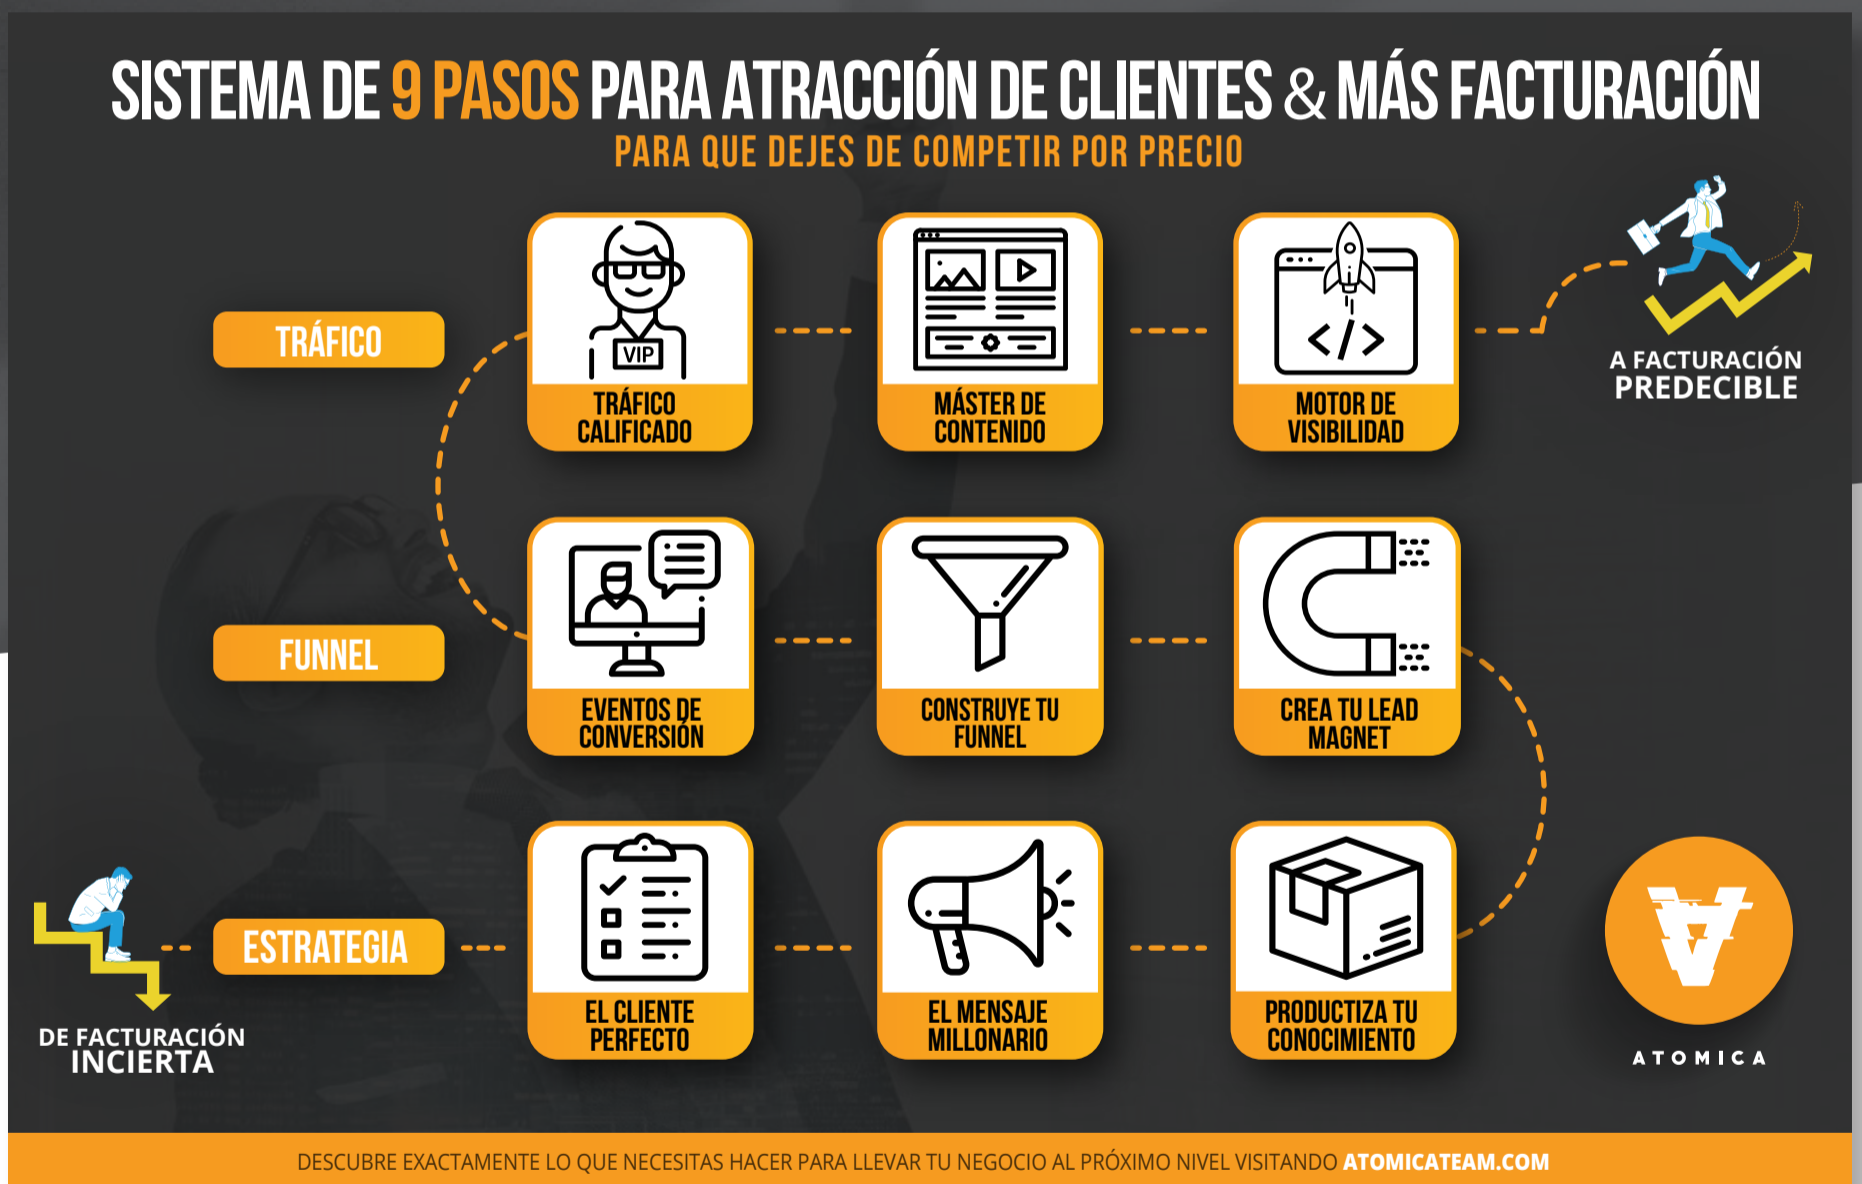 SISTEMA DE 9 PASOS PARA ATRACCIÓN DE CLIENTES & MÁS FACTURACIÓN
PARA QUE DEJES DE COMPETIR POR PRECIO
TRÁFICO
VIP
TRÁFICO
CALIFICADO
MÁSTER DE
CONTENIDO
</>
MOTOR DE
VISIBILIDAD
A FACTURACIÓN
PREDECIBLE
FUNNEL
EVENTOS DE
CONVERSIÓN
CONSTRUYE TU
FUNNEL
CREA TU LEAD
MAGNET
DE FACTURACIÓN
INCIERTA
ESTRATEGIA
EL CLIENTE
PERFECTO
EL MENSAJE
MILLONARIO
PRODUCTIZA TU
CONOCIMIENTO
ATOMICA
DESCUBRE EXACTAMENTE LO QUE NECESITAS HACER PARA LLEVAR TU NEGOCIO AL PRÓXIMO NIVEL VISITANDO ATOMICATEAM.COM